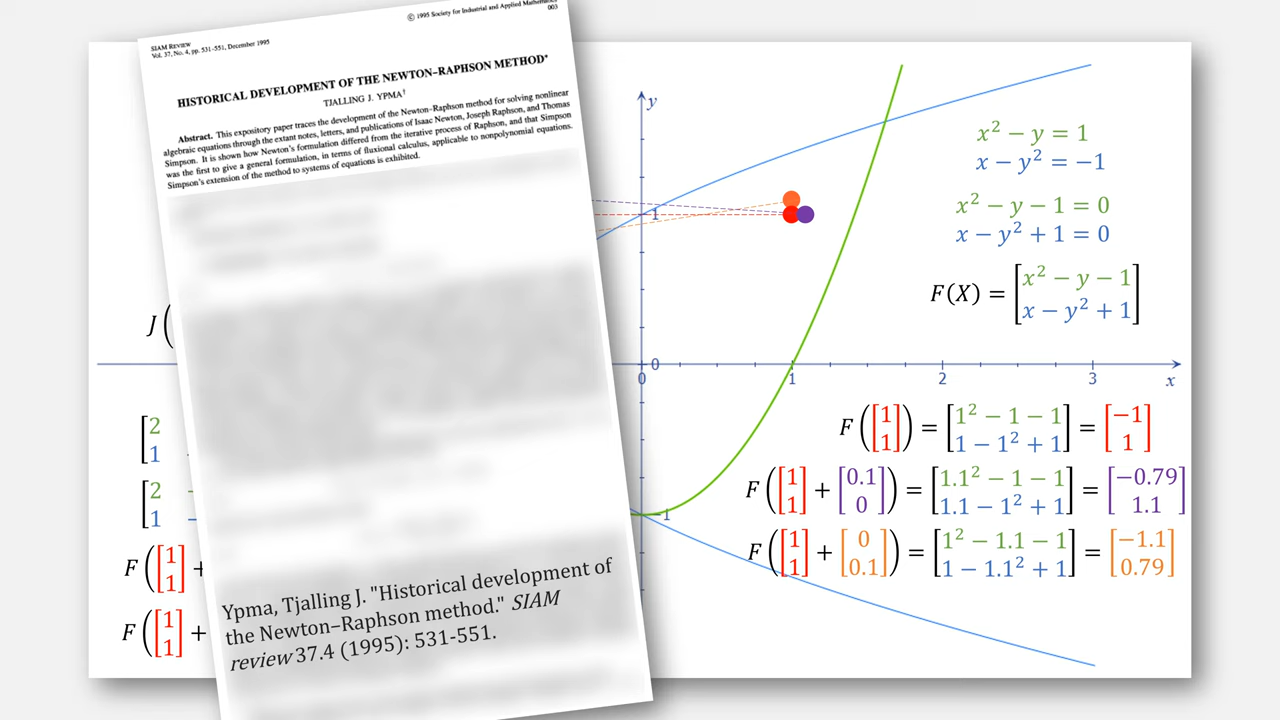 © 1995 Society for Industrial and Applied Mathematics
003
SIAM REVIEW
Vol. 37, No. 4, pp. 531-551, December 1995
HISTORICAL DEVELOPMENT OF THE NEWTON–RAPHSON METHOD*
TJALLING J. YPMA†
Abstract. This expository paper traces the development of the Newton–Raphson method for solving nonlinear
algebraic equations through the extant notes, letters, and publications of Isaac Newton, Joseph Raphson, and Thomas
Simpson. It is shown how Newton's formulation differed from the iterative process of Raphson, and that Simpson
was the first to give a general formulation, in terms of fluxional calculus, applicable to nonpolynomial equations.
Simpson's extension of the method to systems of equations is exhibited.
Ypma, Tjalling J. "Historical development of
the Newton–Raphson method." SIAM
review 37.4 (1995): 531-551.
J (
[2
1 -
[2 -
1 -
F ([1 1]) +
F ([1 1]) +
y
1
0
0 1 2 3 x
-1
x² − y = 1
x − y² = −1
x² − y − 1 = 0
x − y² + 1 = 0
F(X) = [x² − y − 1
x − y² + 1]
F ([1 1]) = [1² − 1 − 1
1 − 1² + 1] = [−1 1]
F ([1 1] + [0.1 0]) = [1.1² − 1 − 1
1.1 − 1² + 1] = [−0.79 1.1]
F ([1 1] + [0 0.1]) = [1² − 1.1 − 1
1 − 1.1² + 1] = [−1.1 0.79]